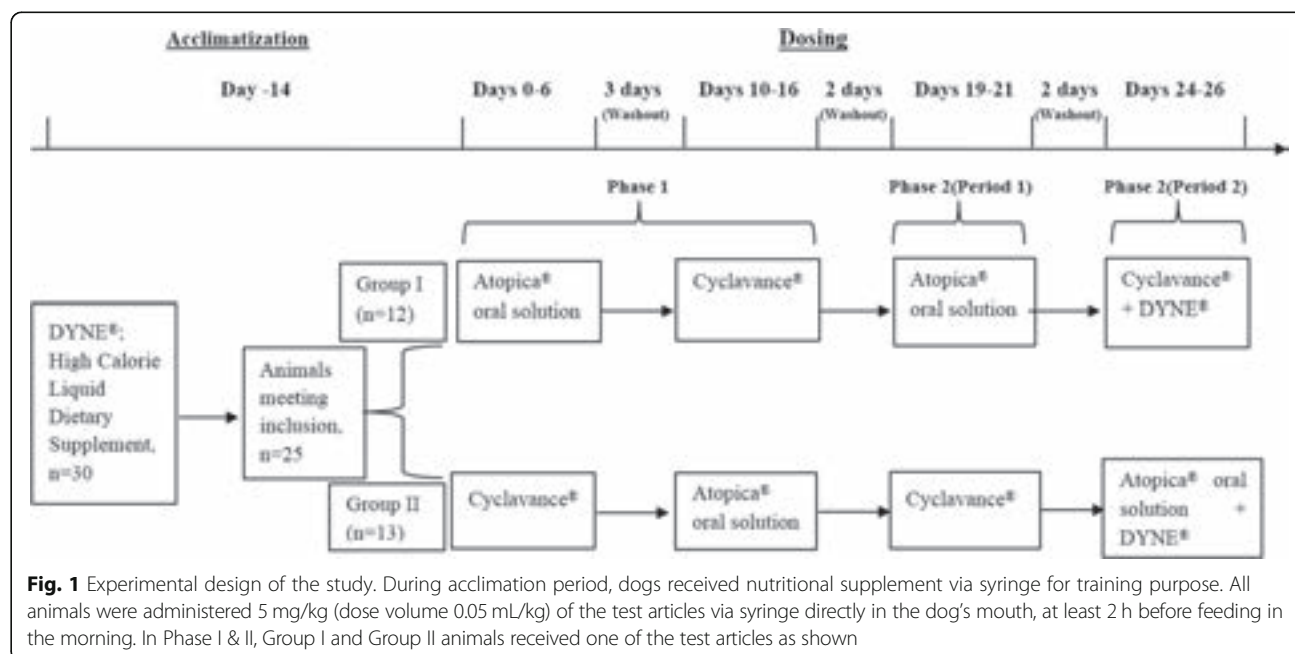 Acclimatization
Dosing
Day -14
Days 0-6
3 days
(Washout)
Days 10-16
2 days
(Washout)
Days 19-21
2 days
(Washout)
Days 24-26
Phase 1
Phase 2(Period 1)
Phase 2(Period 2)
DYNE®;
High Calorie
Liquid
Dietary
Supplement,
n=30
Animals
meeting
inclusion,
n=25
Group I
(n=12)
Atopica®
oral solution
Cyclavance®
Atopica®
oral solution
Cyclavance®
+ DYNE®
Group II
(n=13)
Cyclavance®
Atopica®
oral solution
Cyclavance®
Atopica® oral
solution +
DYNE®
Fig. 1 Experimental design of the study. During acclimation period, dogs received nutritional supplement via syringe for training purpose. All
animals were administered 5 mg/kg (dose volume 0.05 mL/kg) of the test articles via syringe directly in the dog's mouth, at least 2 h before feeding in
the morning. In Phase I & II, Group I and Group II animals received one of the test articles as shown